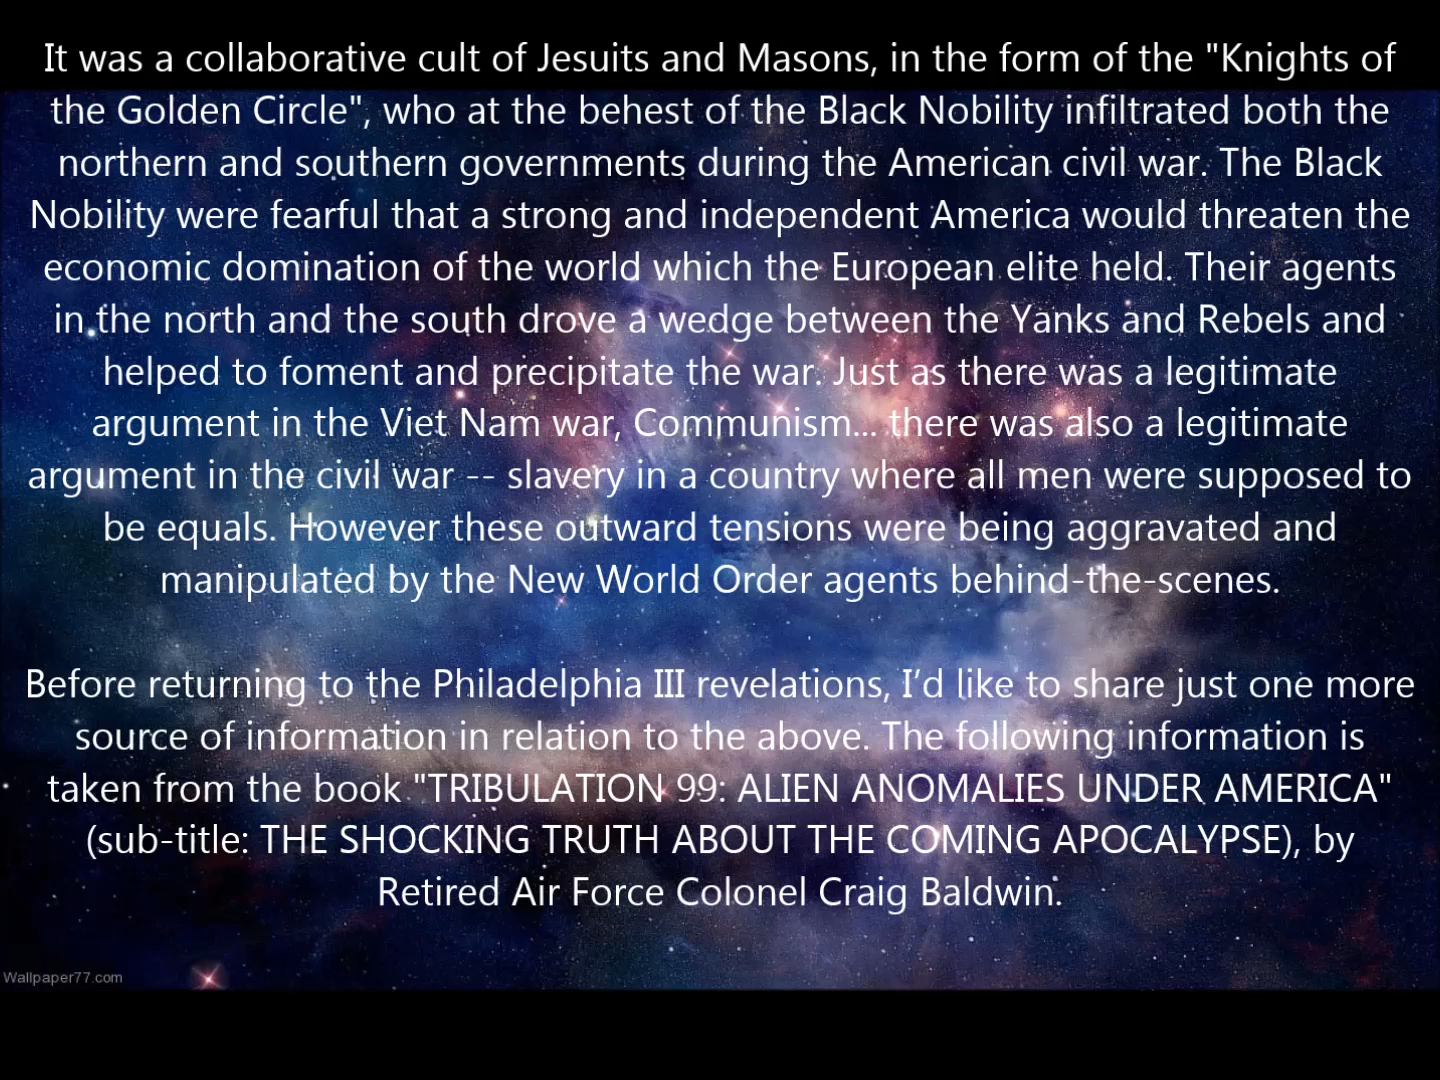 It was a collaborative cult of Jesuits and Masons, in the form of the "Knights of
the Golden Circle", who at the behest of the Black Nobility infiltrated both the
northern and southern governments during the American civil war. The Black
Nobility were fearful that a strong and independent America would threaten the
economic domination of the world which the European elite held. Their agents
in the north and the south drove a wedge between the Yanks and Rebels and
helped to foment and precipitate the war. Just as there was a legitimate
argument in the Viet Nam war, Communism... there was also a legitimate
argument in the civil war -- slavery in a country where all men were supposed to
be equals. However these outward tensions were being aggravated and
manipulated by the New World Order agents behind-the-scenes.
Before returning to the Philadelphia III revelations, I’d like to share just one more
source of information in relation to the above. The following information is
taken from the book "TRIBULATION 99: ALIEN ANOMALIES UNDER AMERICA"
(sub-title: THE SHOCKING TRUTH ABOUT THE COMING APOCALYPSE), by
Retired Air Force Colonel Craig Baldwin.
Wallpaper77.com